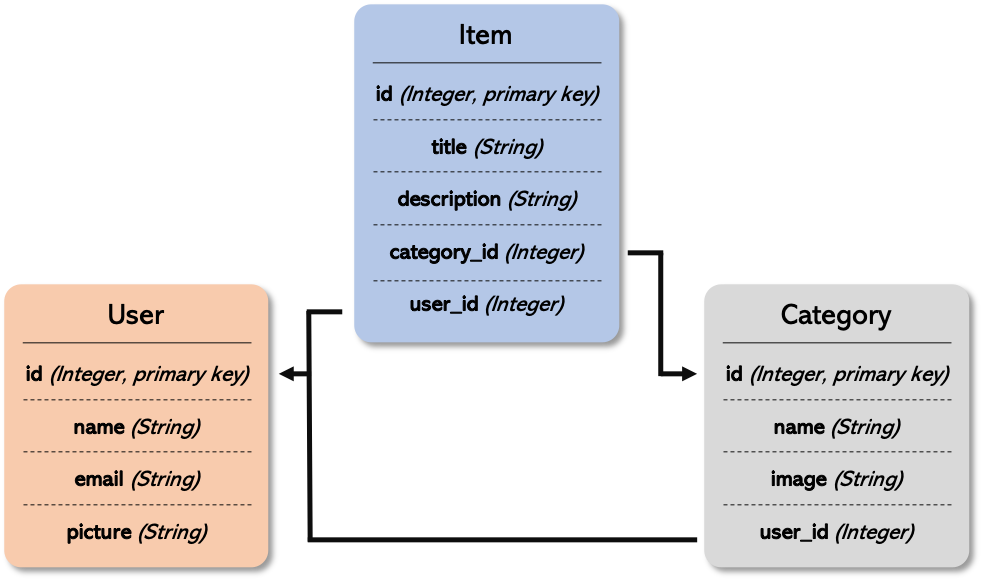 Item
id (Integer, primary key)
title (String)
description (String)
category_id (Integer)
user_id (Integer)
User
id (Integer, primary key)
name (String)
email (String)
picture (String)
Category
id (Integer, primary key)
name (String)
image (String)
user_id (Integer)